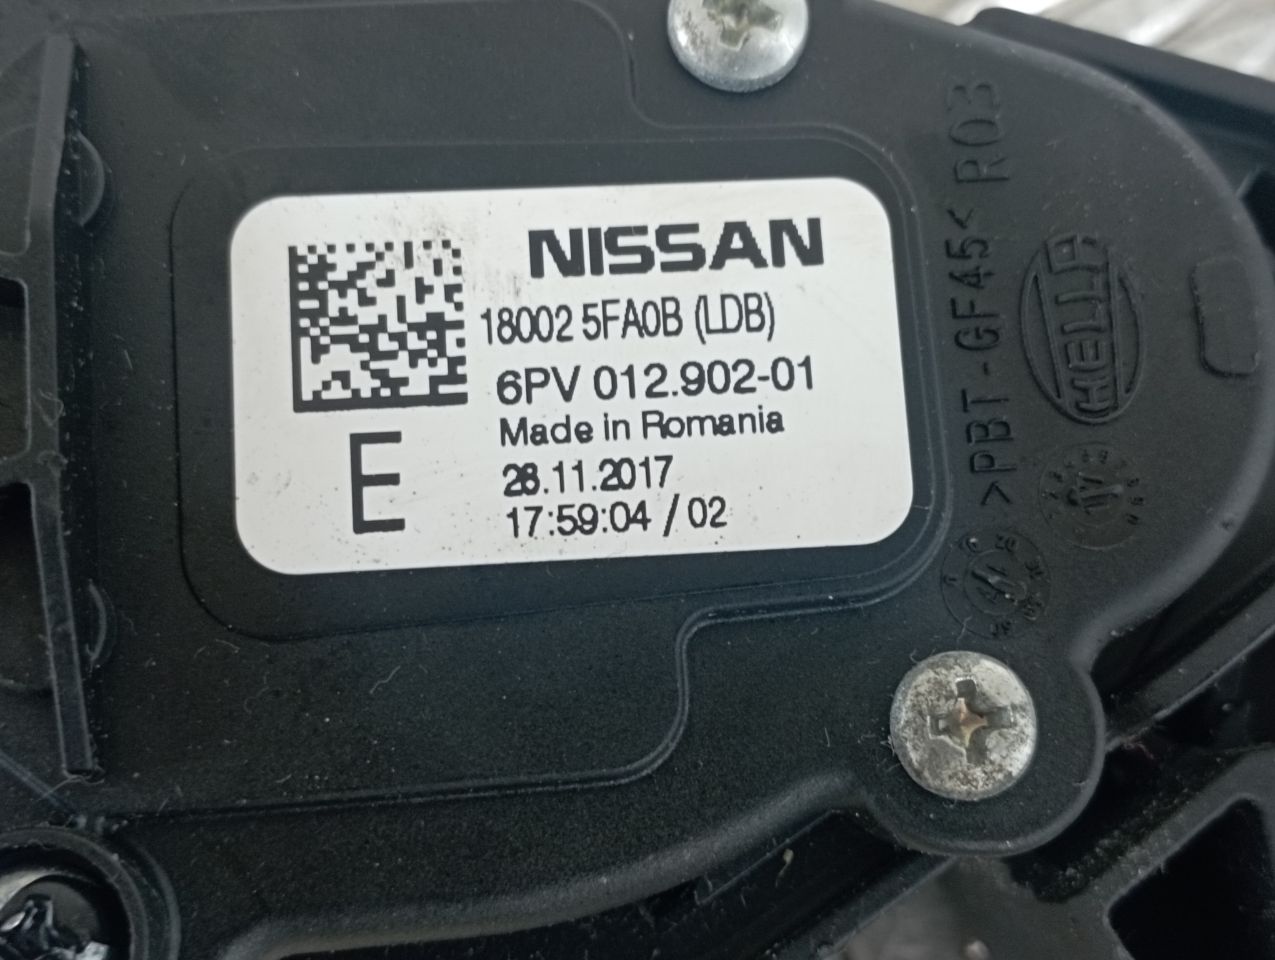 NISSAN
18002 5FA0B (LDB)
6PV 012.902-01
Made in Romania
E
28.11.2017
17:59:04 / 02
>PBT-GF45< R03
HELLA
17